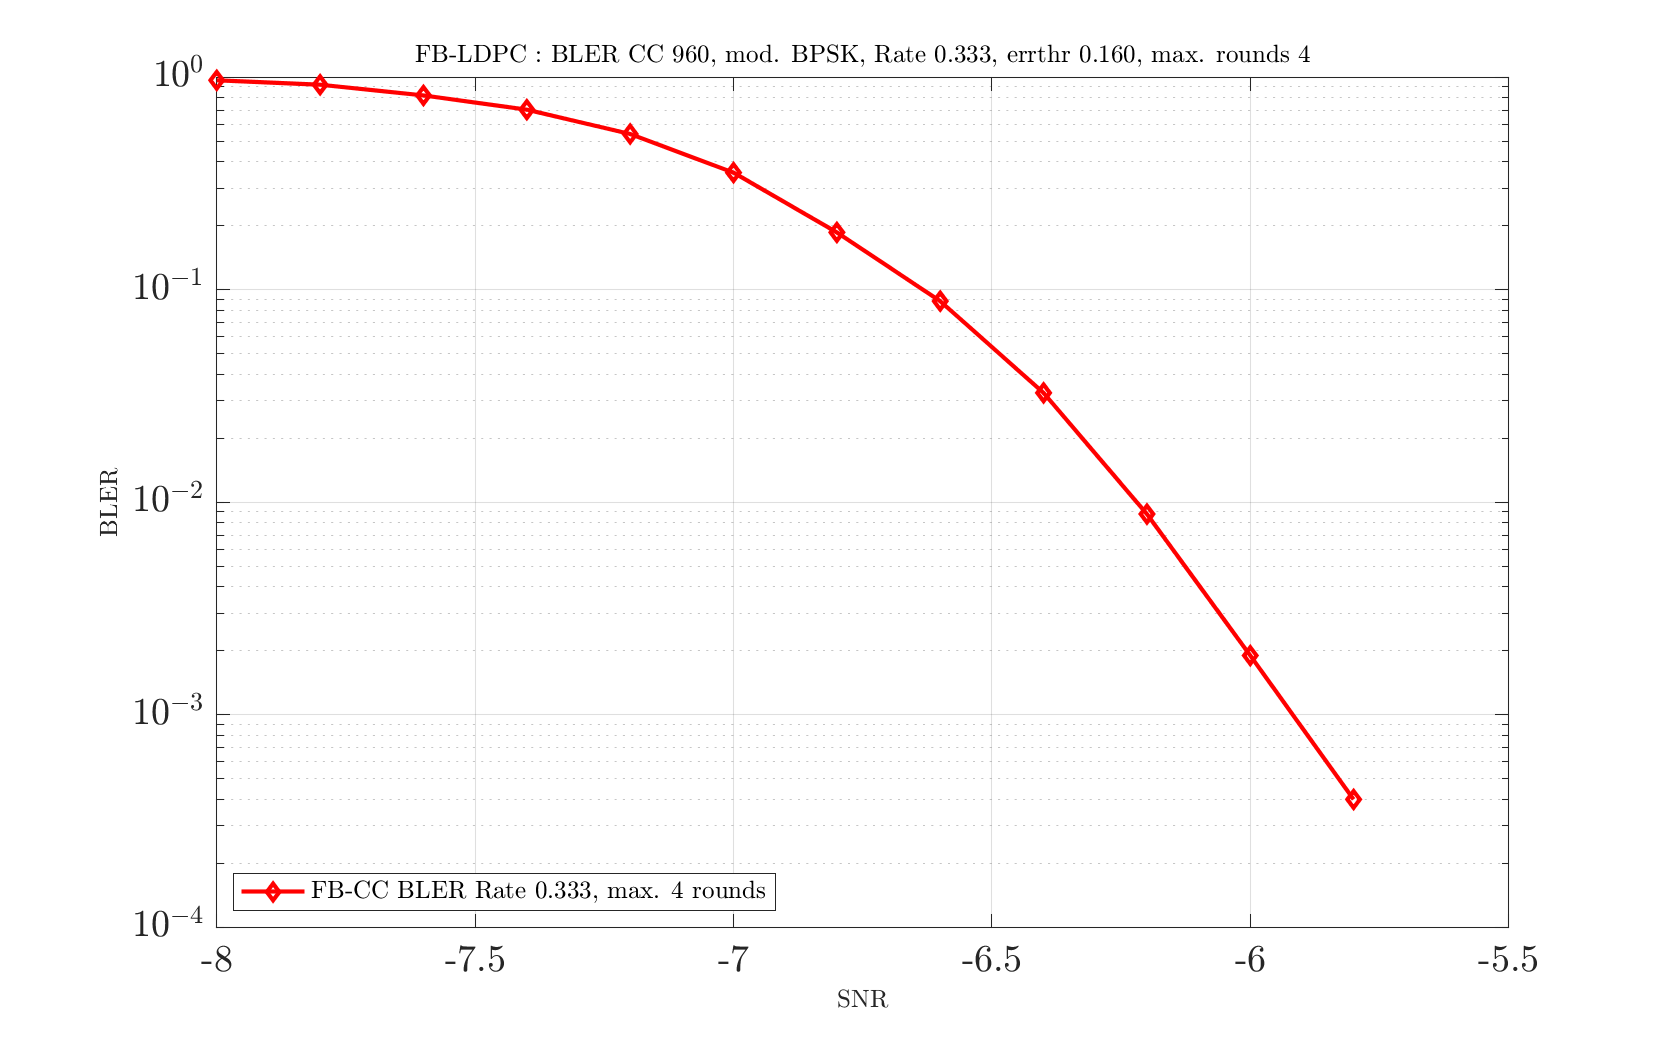 FB-LDPC : BLER CC 960, mod. BPSK, Rate 0.333, errthr 0.160, max. rounds 4
10^0
10^-1
10^-2
10^-3
10^-4
BLER
FB-CC BLER Rate 0.333, max. 4 rounds
-8 -7.5 -7 -6.5 -6 -5.5
SNR